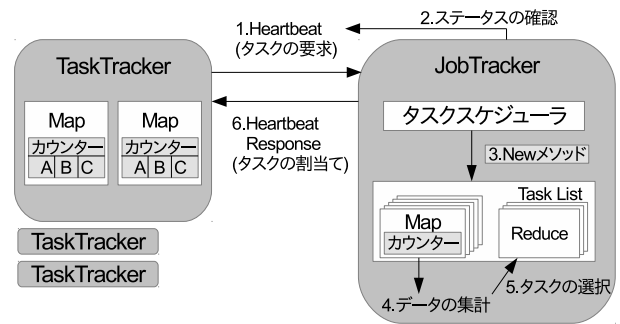 1.Heartbeat
(タスクの要求)
2.ステータスの確認
TaskTracker
JobTracker
Map
Map
カウンター
カウンター
A B C
A B C
6.Heartbeat
Response
(タスクの割当て)
タスクスケジューラ
3.Newメソッド
Task List
Map
カウンター
Reduce
TaskTracker
TaskTracker
4.データの集計
5.タスクの選択